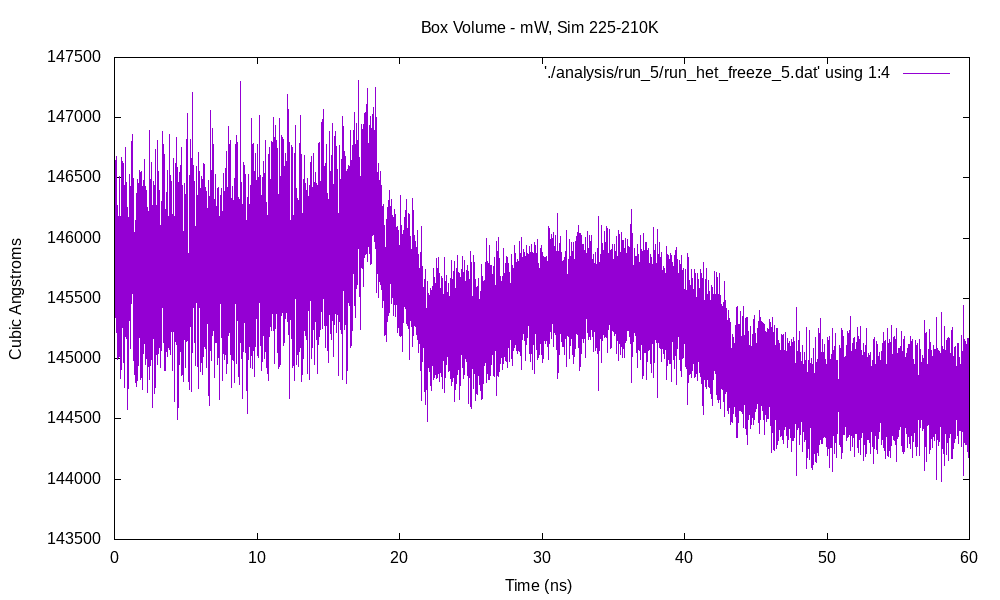 Box Volume - mW, Sim 225-210K
'./analysis/run_5/run_het_freeze_5.dat' using 1:4
147500
147000
146500
146000
145500
145000
144500
144000
143500
Cubic Angstroms
0 10 20 30 40 50 60
Time (ns)